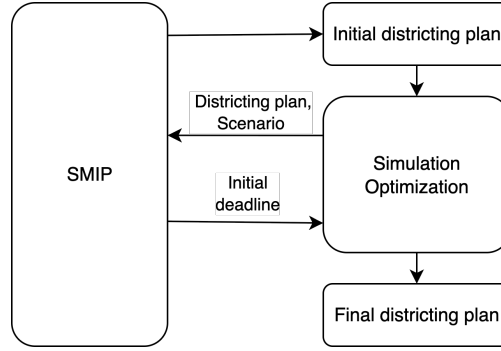 Initial districting plan
Districting plan,
Scenario
SMIP
Simulation
Optimization
Initial
deadline
Final districting plan